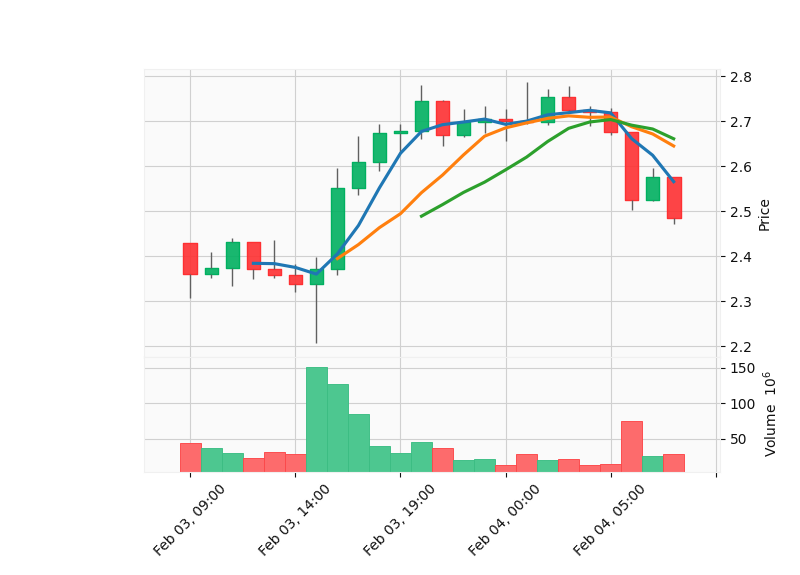 2.8
2.7
2.6
2.5
2.4
2.3
2.2
Price
150
100
50
Volume 10^6
Feb 03, 09:00
Feb 03, 14:00
Feb 03, 19:00
Feb 04, 00:00
Feb 04, 05:00